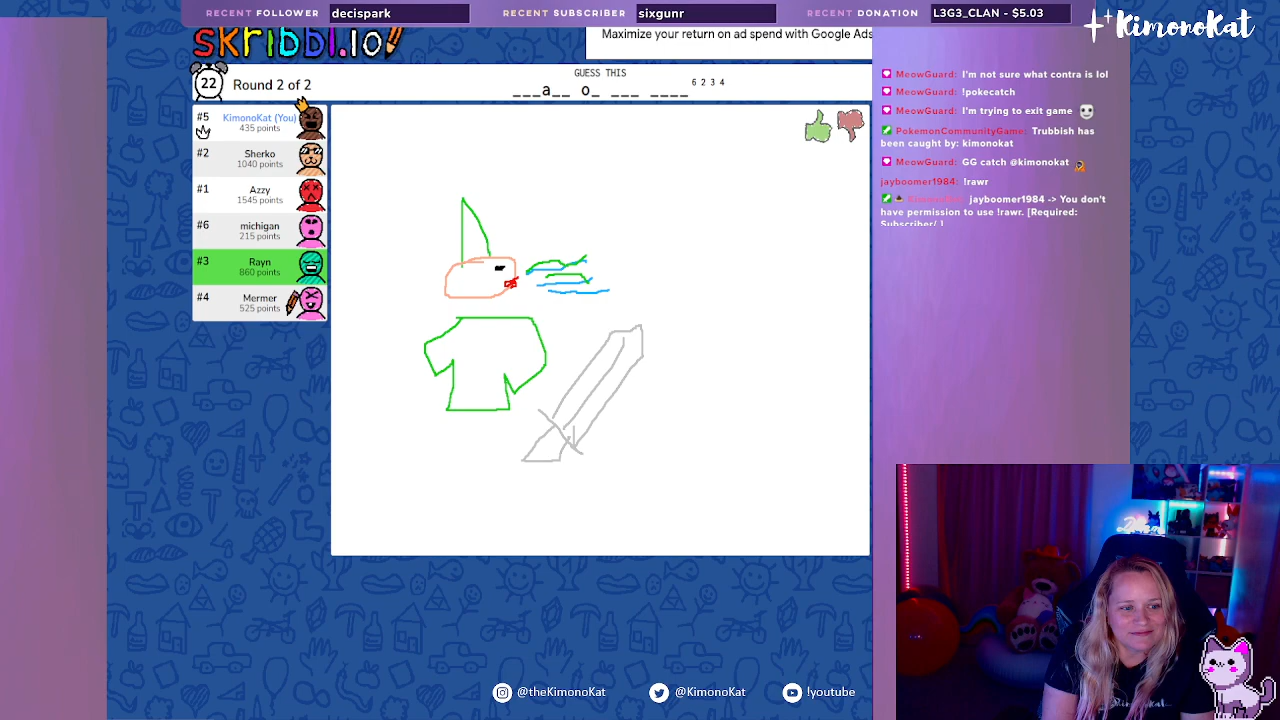 RECENT FOLLOWER decispark RECENT SUBSCRIBER sixgunr RECENT DONATION L3G3_CLAN - $5.03
KimonoKat
skribbl.io
Maximize your return on ad spend with Google Ads
22 Round 2 of 2
GUESS THIS
___a__ o_ ___ ____ 6 2 3 4
#5 KimonoKat (You)
435 points
#2 Sherko
1040 points
#1 Azzy
1545 points
#6 michigan
215 points
#3 Rayn
860 points
#4 Mermer
525 points
MeowGuard: I'm not sure what contra is lol
MeowGuard: !pokecatch
MeowGuard: I'm trying to exit game
PokemonCommunityGame: Trubbish has
been caught by: kimonokat
MeowGuard: GG catch @kimonokat
jayboomer1984: !rawr
jayboomer1984 -> You don't
have permission to use !rawr. [Required:
Subscriber/ ]
@theKimonoKat @KimonoKat !youtube